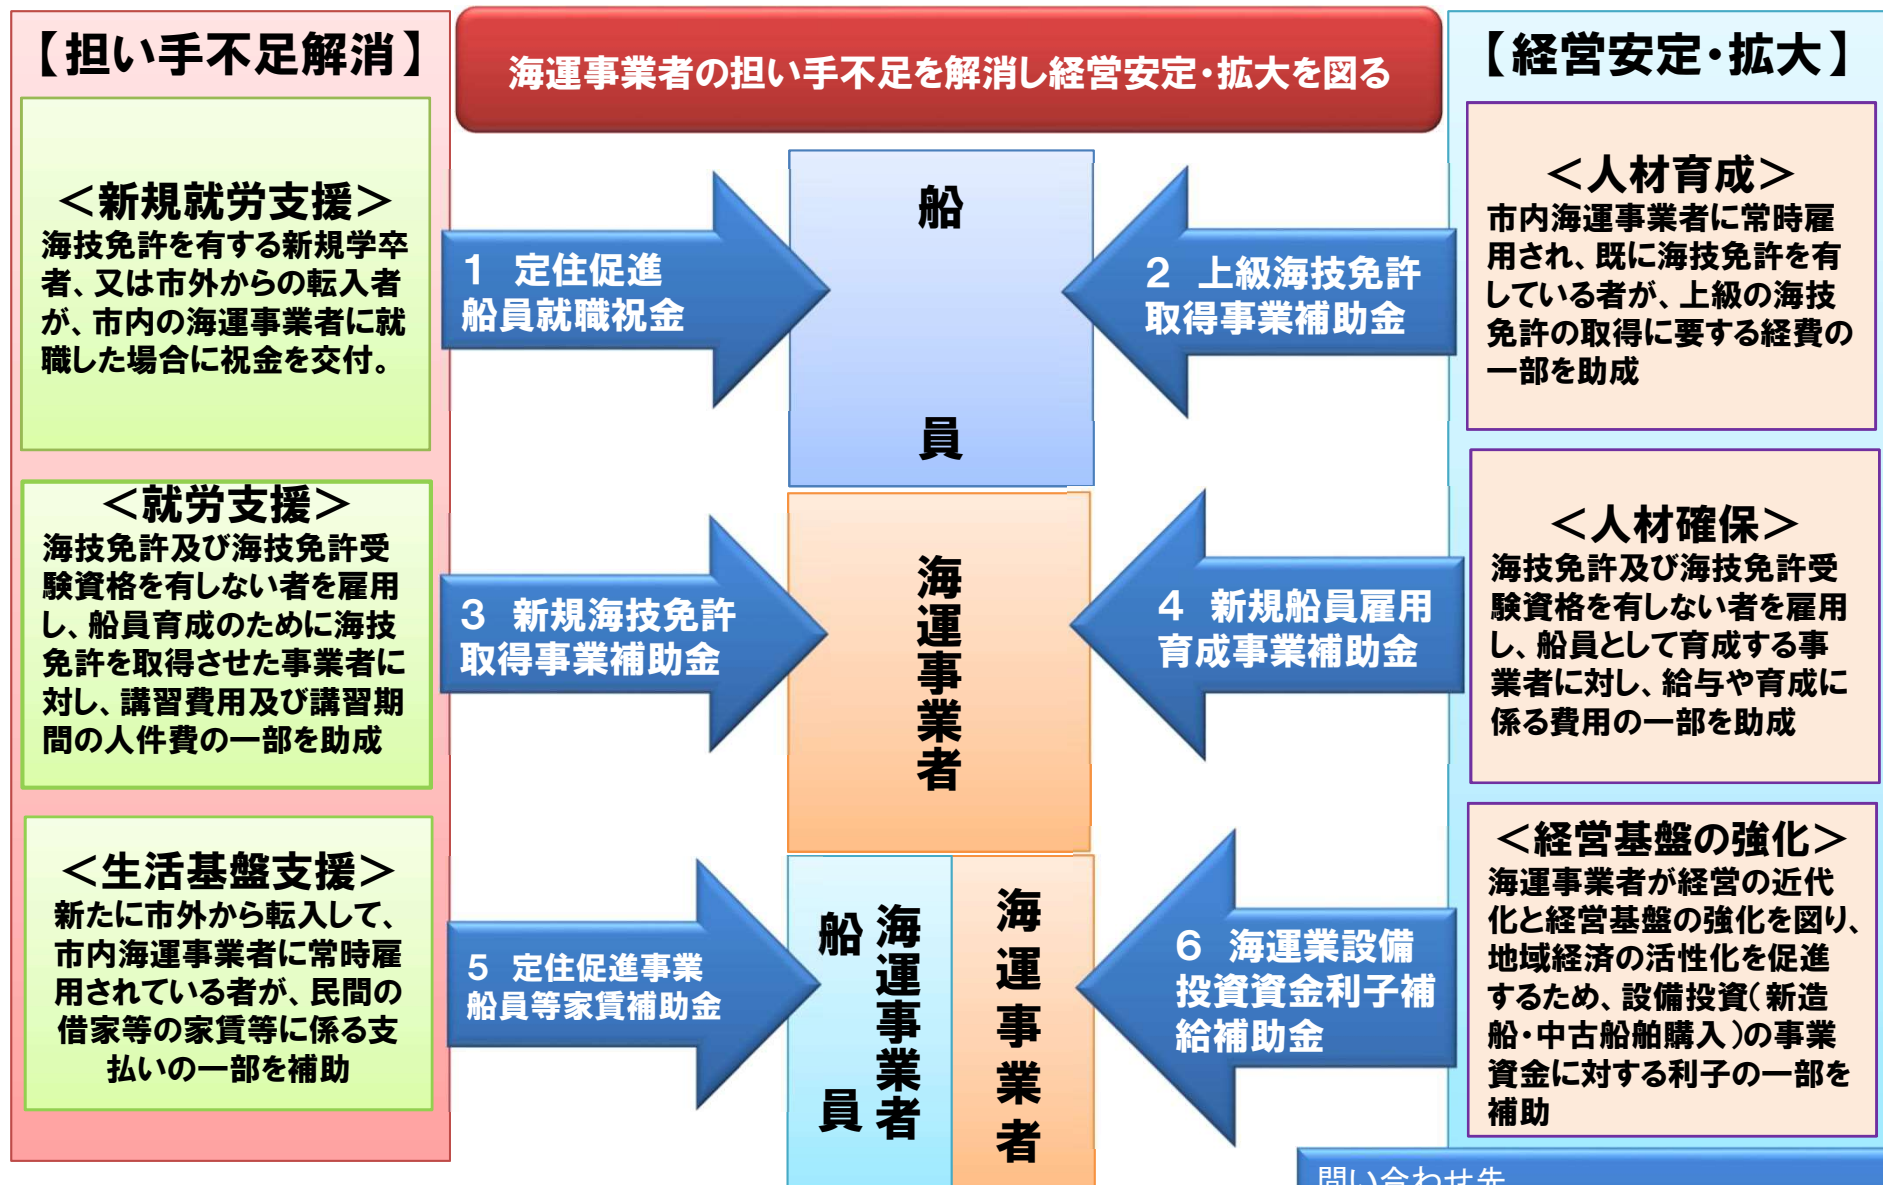 【担い手不足解消】
海運事業者の担い手不足を解消し経営安定・拡大を図る
【経営安定・拡大】
＜新規就労支援＞
海技免許を有する新規学卒
者、又は市外からの転入者
が、市内の海運事業者に就
職した場合に祝金を交付。
1 定住促進
船員就職祝金
船員
2 上級海技免許
取得事業補助金
＜人材育成＞
市内海運事業者に常時雇
用され、既に海技免許を有
している者が、上級の海技
免許の取得に要する経費の
一部を助成
＜就労支援＞
海技免許及び海技免許受
験資格を有しない者を雇用
し、船員育成のために海技
免許を取得させた事業者に
対し、講習費用及び講習期
間の人件費の一部を助成
3 新規海技免許
取得事業補助金
海運事業者
4 新規船員雇用
育成事業補助金
＜人材確保＞
海技免許及び海技免許受
験資格を有しない者を雇用
し、船員として育成する事
業者に対し、給与や育成に
係る費用の一部を助成
＜生活基盤支援＞
新たに市外から転入して、
市内海運事業者に常時雇
用されている者が、民間の
借家等の家賃等に係る支
払いの一部を補助
5 定住促進事業
船員等家賃補助金
海運事業者
船員
海運事業者
6 海運業設備
投資資金利子補
給補助金
＜経営基盤の強化＞
海運事業者が経営の近代
化と経営基盤の強化を図り、
地域経済の活性化を促進
するため、設備投資（新造
船・中古船舶購入）の事業
資金に対する利子の一部を
補助
問い合わせ先